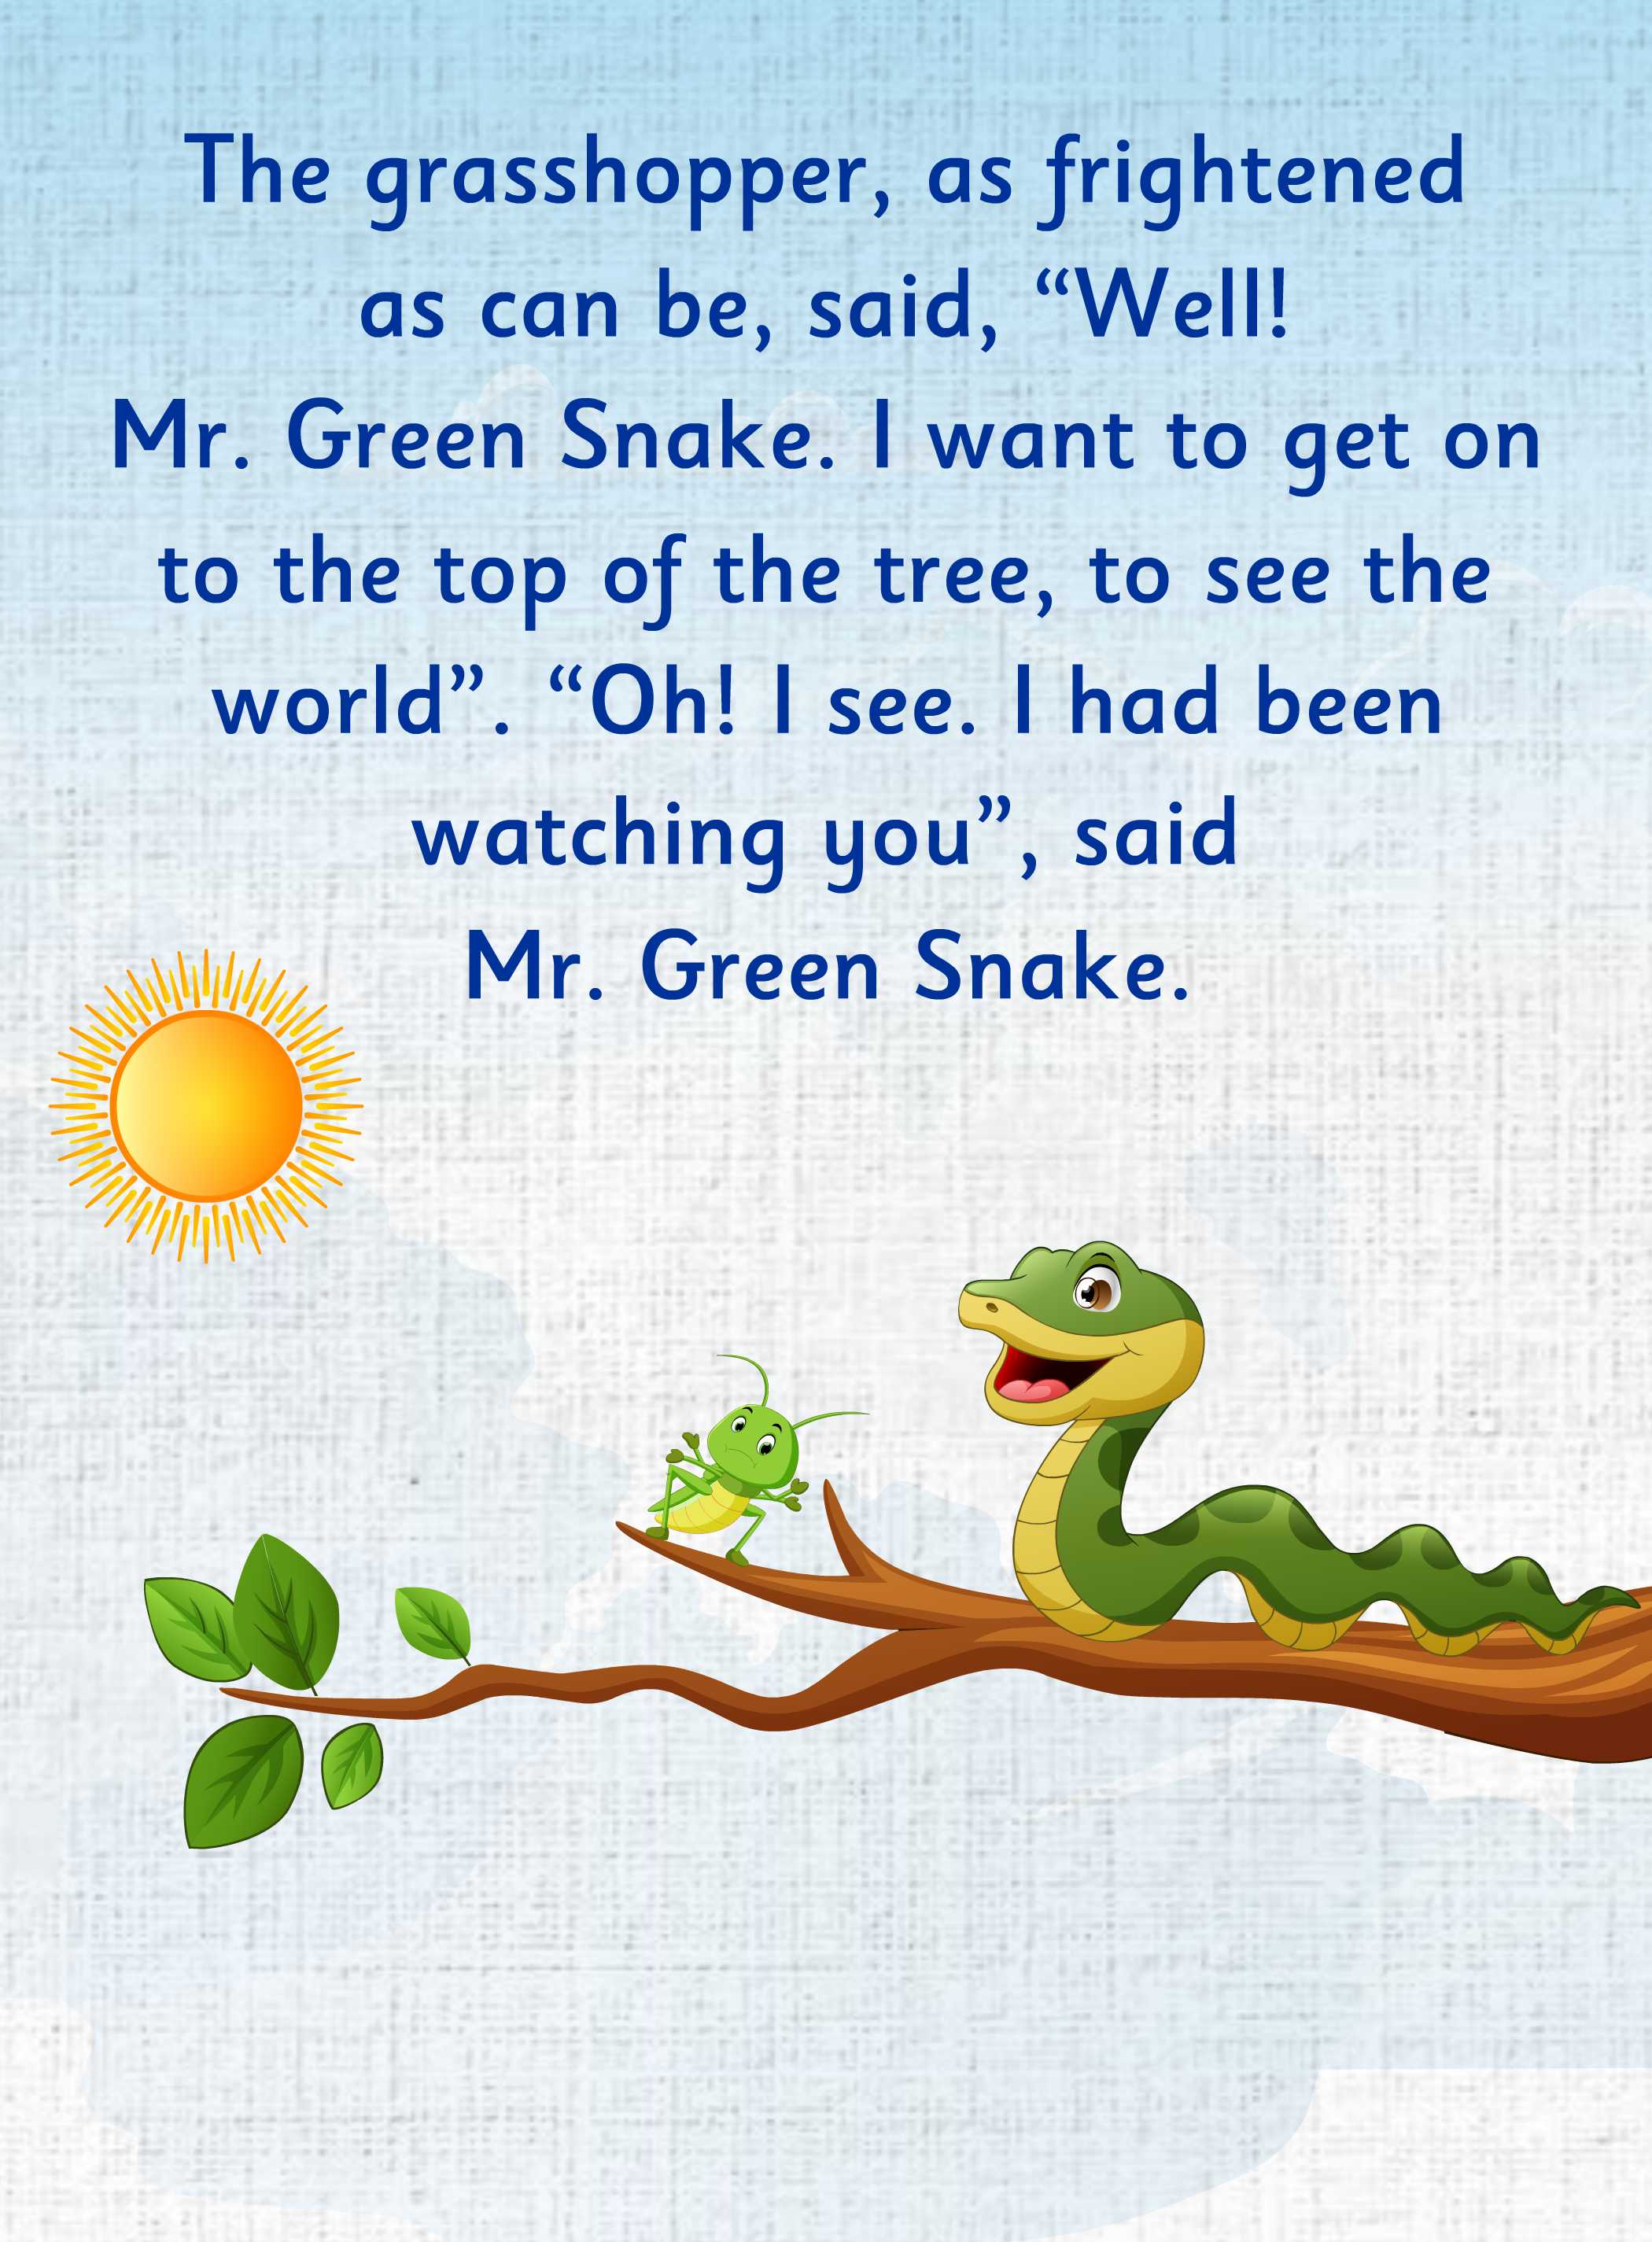 The grasshopper, as frightened
as can be, said, “Well!
Mr. Green Snake. I want to get on
to the top of the tree, to see the
world”. “Oh! I see. I had been
watching you”, said
Mr. Green Snake.